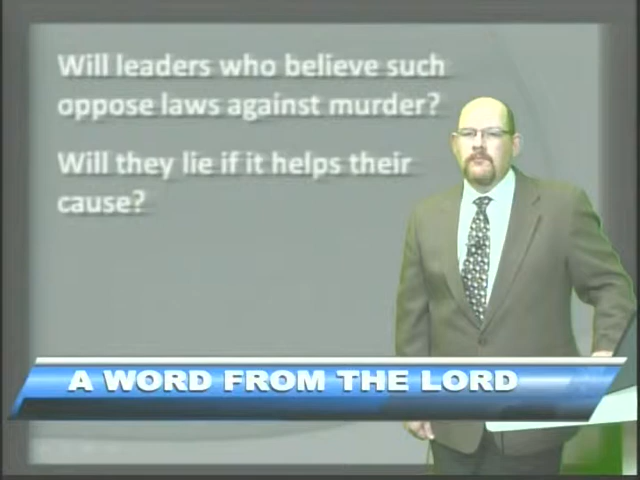 Will leaders who believe such
oppose laws against murder?
Will they lie if it helps their
cause?
A WORD FROM THE LORD